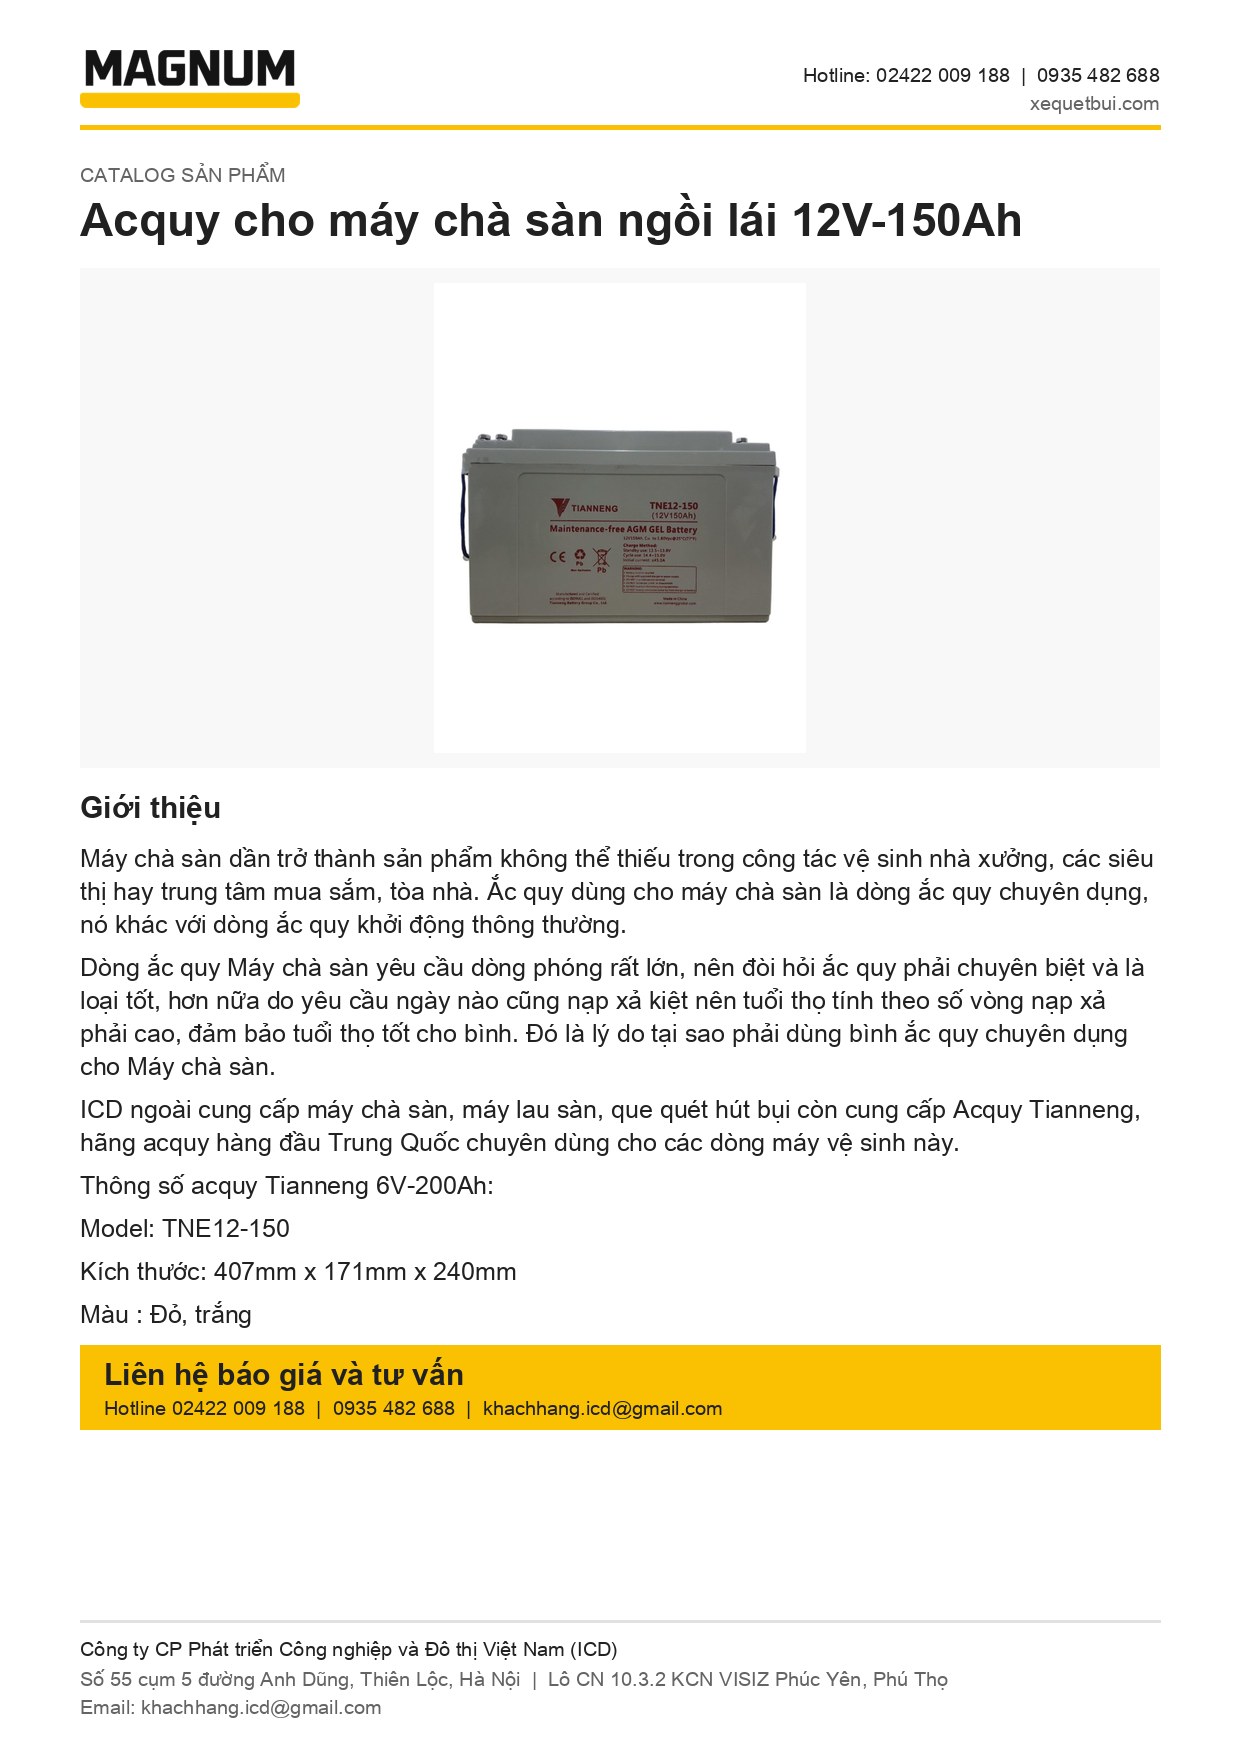 MAGNUM
Hotline: 02422 009 188 | 0935 482 688
xequetbui.com
CATALOG SẢN PHẨM
Acquy cho máy chà sàn ngồi lái 12V-150Ah
TIANNENG
TNE12-150
(12V150Ah)
Maintenance-free AGM GEL Battery
CE
Pb
Pb
Giới thiệu
Máy chà sàn dần trở thành sản phẩm không thể thiếu trong công tác vệ sinh nhà xưởng, các siêu
thị hay trung tâm mua sắm, tòa nhà. Ắc quy dùng cho máy chà sàn là dòng ắc quy chuyên dụng,
nó khác với dòng ắc quy khởi động thông thường.
Dòng ắc quy Máy chà sàn yêu cầu dòng phóng rất lớn, nên đòi hỏi ắc quy phải chuyên biệt và là
loại tốt, hơn nữa do yêu cầu ngày nào cũng nạp xả kiệt nên tuổi thọ tính theo số vòng nạp xả
phải cao, đảm bảo tuổi thọ tốt cho bình. Đó là lý do tại sao phải dùng bình ắc quy chuyên dụng
cho Máy chà sàn.
ICD ngoài cung cấp máy chà sàn, máy lau sàn, que quét hút bụi còn cung cấp Acquy Tianneng,
hãng acquy hàng đầu Trung Quốc chuyên dùng cho các dòng máy vệ sinh này.
Thông số acquy Tianneng 6V-200Ah:
Model: TNE12-150
Kích thước: 407mm x 171mm x 240mm
Màu : Đỏ, trắng
Liên hệ báo giá và tư vấn
Hotline 02422 009 188 | 0935 482 688 | khachhang.icd@gmail.com
Công ty CP Phát triển Công nghiệp và Đô thị Việt Nam (ICD)
Số 55 cụm 5 đường Anh Dũng, Thiên Lộc, Hà Nội | Lô CN 10.3.2 KCN VISIZ Phúc Yên, Phú Thọ
Email: khachhang.icd@gmail.com